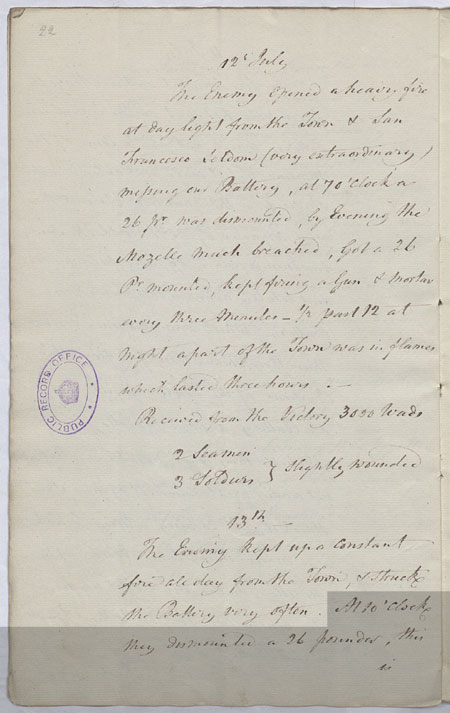 22
12th July
The Enemy opened a heavy fire
at day light from the Town & San
Francesco Seldom (very extraordinary)
missing our Battery, at 7 O'Clock a
26 Pr. was dismounted, by Evening the
Mozelle much breached, Got a 26
Pr. mounted, kept firing a Gun & Mortar
every three Minutes - 1/2 past 12 at
Night a part of the Town was in flames
which lasted three hours. -
Received from the Victory 3020 Wads
2 Seamen
3 Soldiers } Slightly wounded
13th
The Enemy kept up a constant
fire all day from the Town, & struck
the Battery very often. At 10 O'Clock
they dismounted a 26 pounder, this
is
PUBLIC RECORD OFFICE